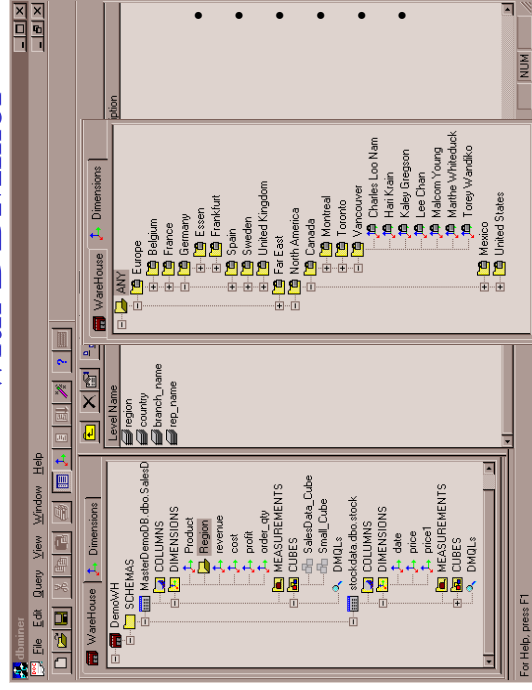 dbminer
File Edit Query View Window Help
WareHouse Dimensions
DemoWH
SCHEMAS
MasterDemoDB.dbo.SalesD
COLUMNS
DIMENSIONS
Product
Region
revenue
cost
profit
order_qty
MEASUREMENTS
CUBES
SalesData_Cube
Small_Cube
DMQLs
stockdata.dbo.stock
COLUMNS
DIMENSIONS
date
price
price1
MEASUREMENTS
CUBES
DMQLs
Level Name
region
country
branch_name
rep_name
ption
WareHouse Dimensions
ANY
Europe
Belgium
France
Germany
Essen
Frankfurt
Spain
Sweden
United Kingdom
Far East
North America
Canada
Montreal
Toronto
Vancouver
Charles Loo Nam
Hari Krain
Kaley Gregson
Lee Chan
Malcom Young
Marthe Whiteduck
Torey Wandiko
Mexico
United States
For Help, press F1
NUM